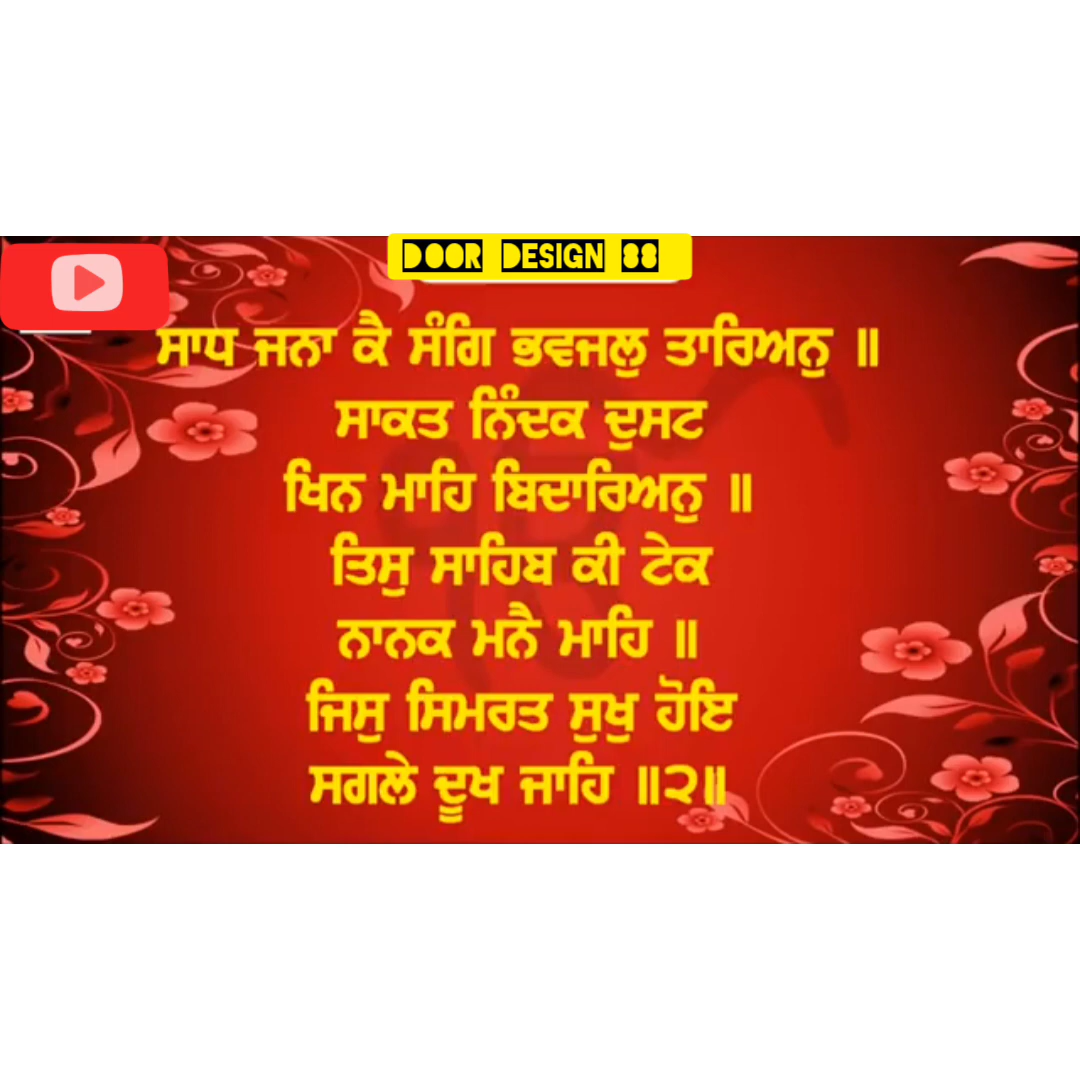 DOOR DESIGN 88
ਸਾਧ ਜਨਾ ਕੈ ਸੰਗਿ ਭਵਜਲੁ ਤਾਰਿਅਨੁ ॥
ਸਾਕਤ ਨਿੰਦਕ ਦੁਸਟ
ਖਿਨ ਮਾਹਿ ਬਿਦਾਰਿਅਨੁ ॥
ਤਿਸੁ ਸਾਹਿਬ ਕੀ ਟੇਕ
ਨਾਨਕ ਮਨੈ ਮਾਹਿ ॥
ਜਿਸੁ ਸਿਮਰਤ ਸੁਖੁ ਹੋਇ
ਸਗਲੇ ਦੂਖ ਜਾਹਿ ॥੨॥